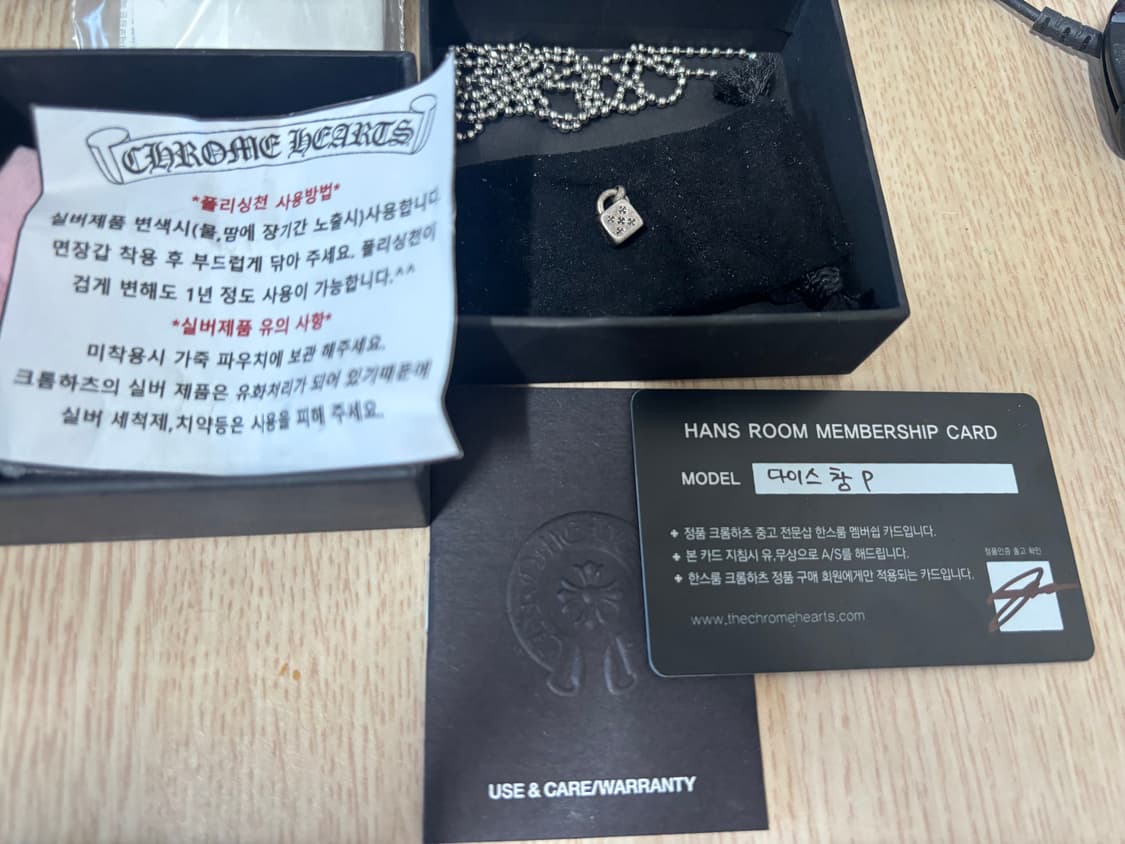 CHROME HEARTS
*폴리싱천 사용방법*
실버제품 변색시(물,땀에 장기간 노출시)사용합니다
면장갑 착용 후 부드럽게 닦아 주세요. 폴리싱천이
검게 변해도 1년 정도 사용이 가능합니다.^^
*실버제품 유의 사항*
미착용시 가죽 파우치에 보관 해주세요.
크롬하츠의 실버 제품은 유화처리가 되어 있기때문에
실버 세척제,치약등은 사용을 피해 주세요.
HANS ROOM MEMBERSHIP CARD
MODEL 다이스 참 P
정품 크롬하츠 중고 전문샵 한스룸 멤버쉽 카드입니다.
본 카드 지참시 유,무상으로 A/S를 해드립니다.
한스룸 크롬하츠 정품 구매 회원에게만 적용되는 카드입니다.
정품인증 출고 확인
www.thechromehearts.com
USE & CARE/WARRANTY